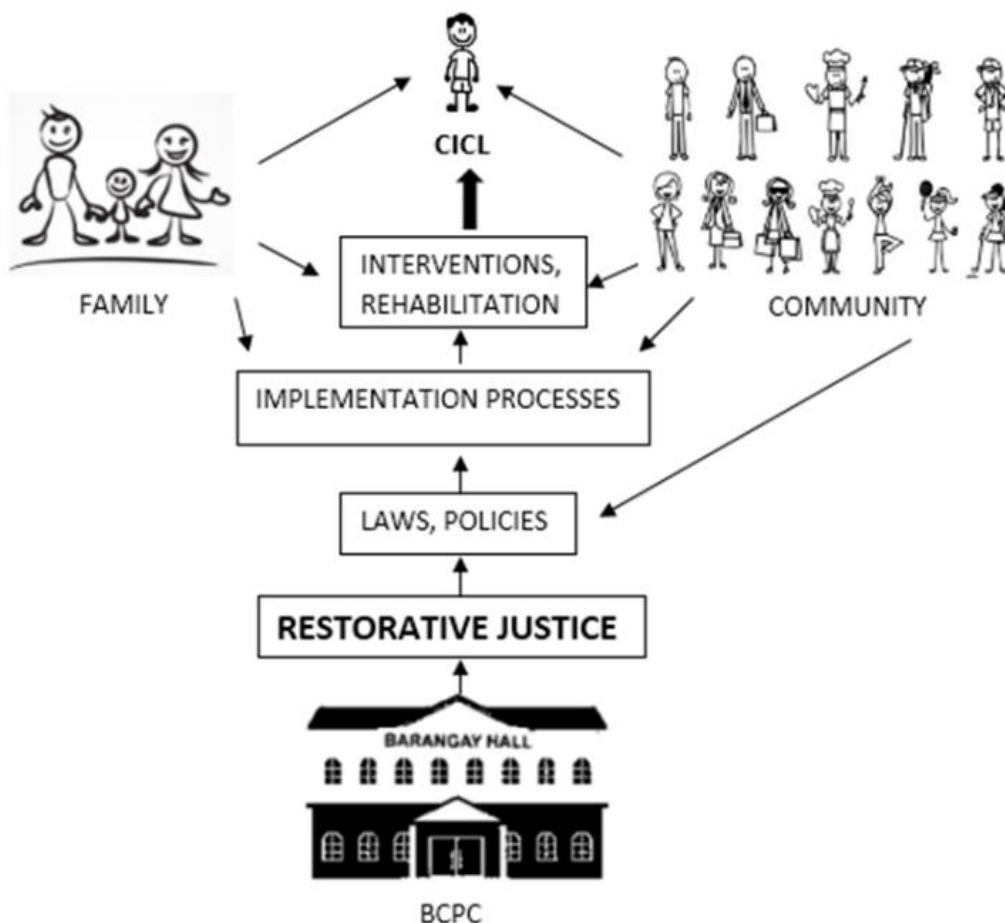 CICL
FAMILY
COMMUNITY
INTERVENTIONS,
REHABILITATION
IMPLEMENTATION PROCESSES
LAWS, POLICIES
RESTORATIVE JUSTICE
BARANGAY HALL
BCPC